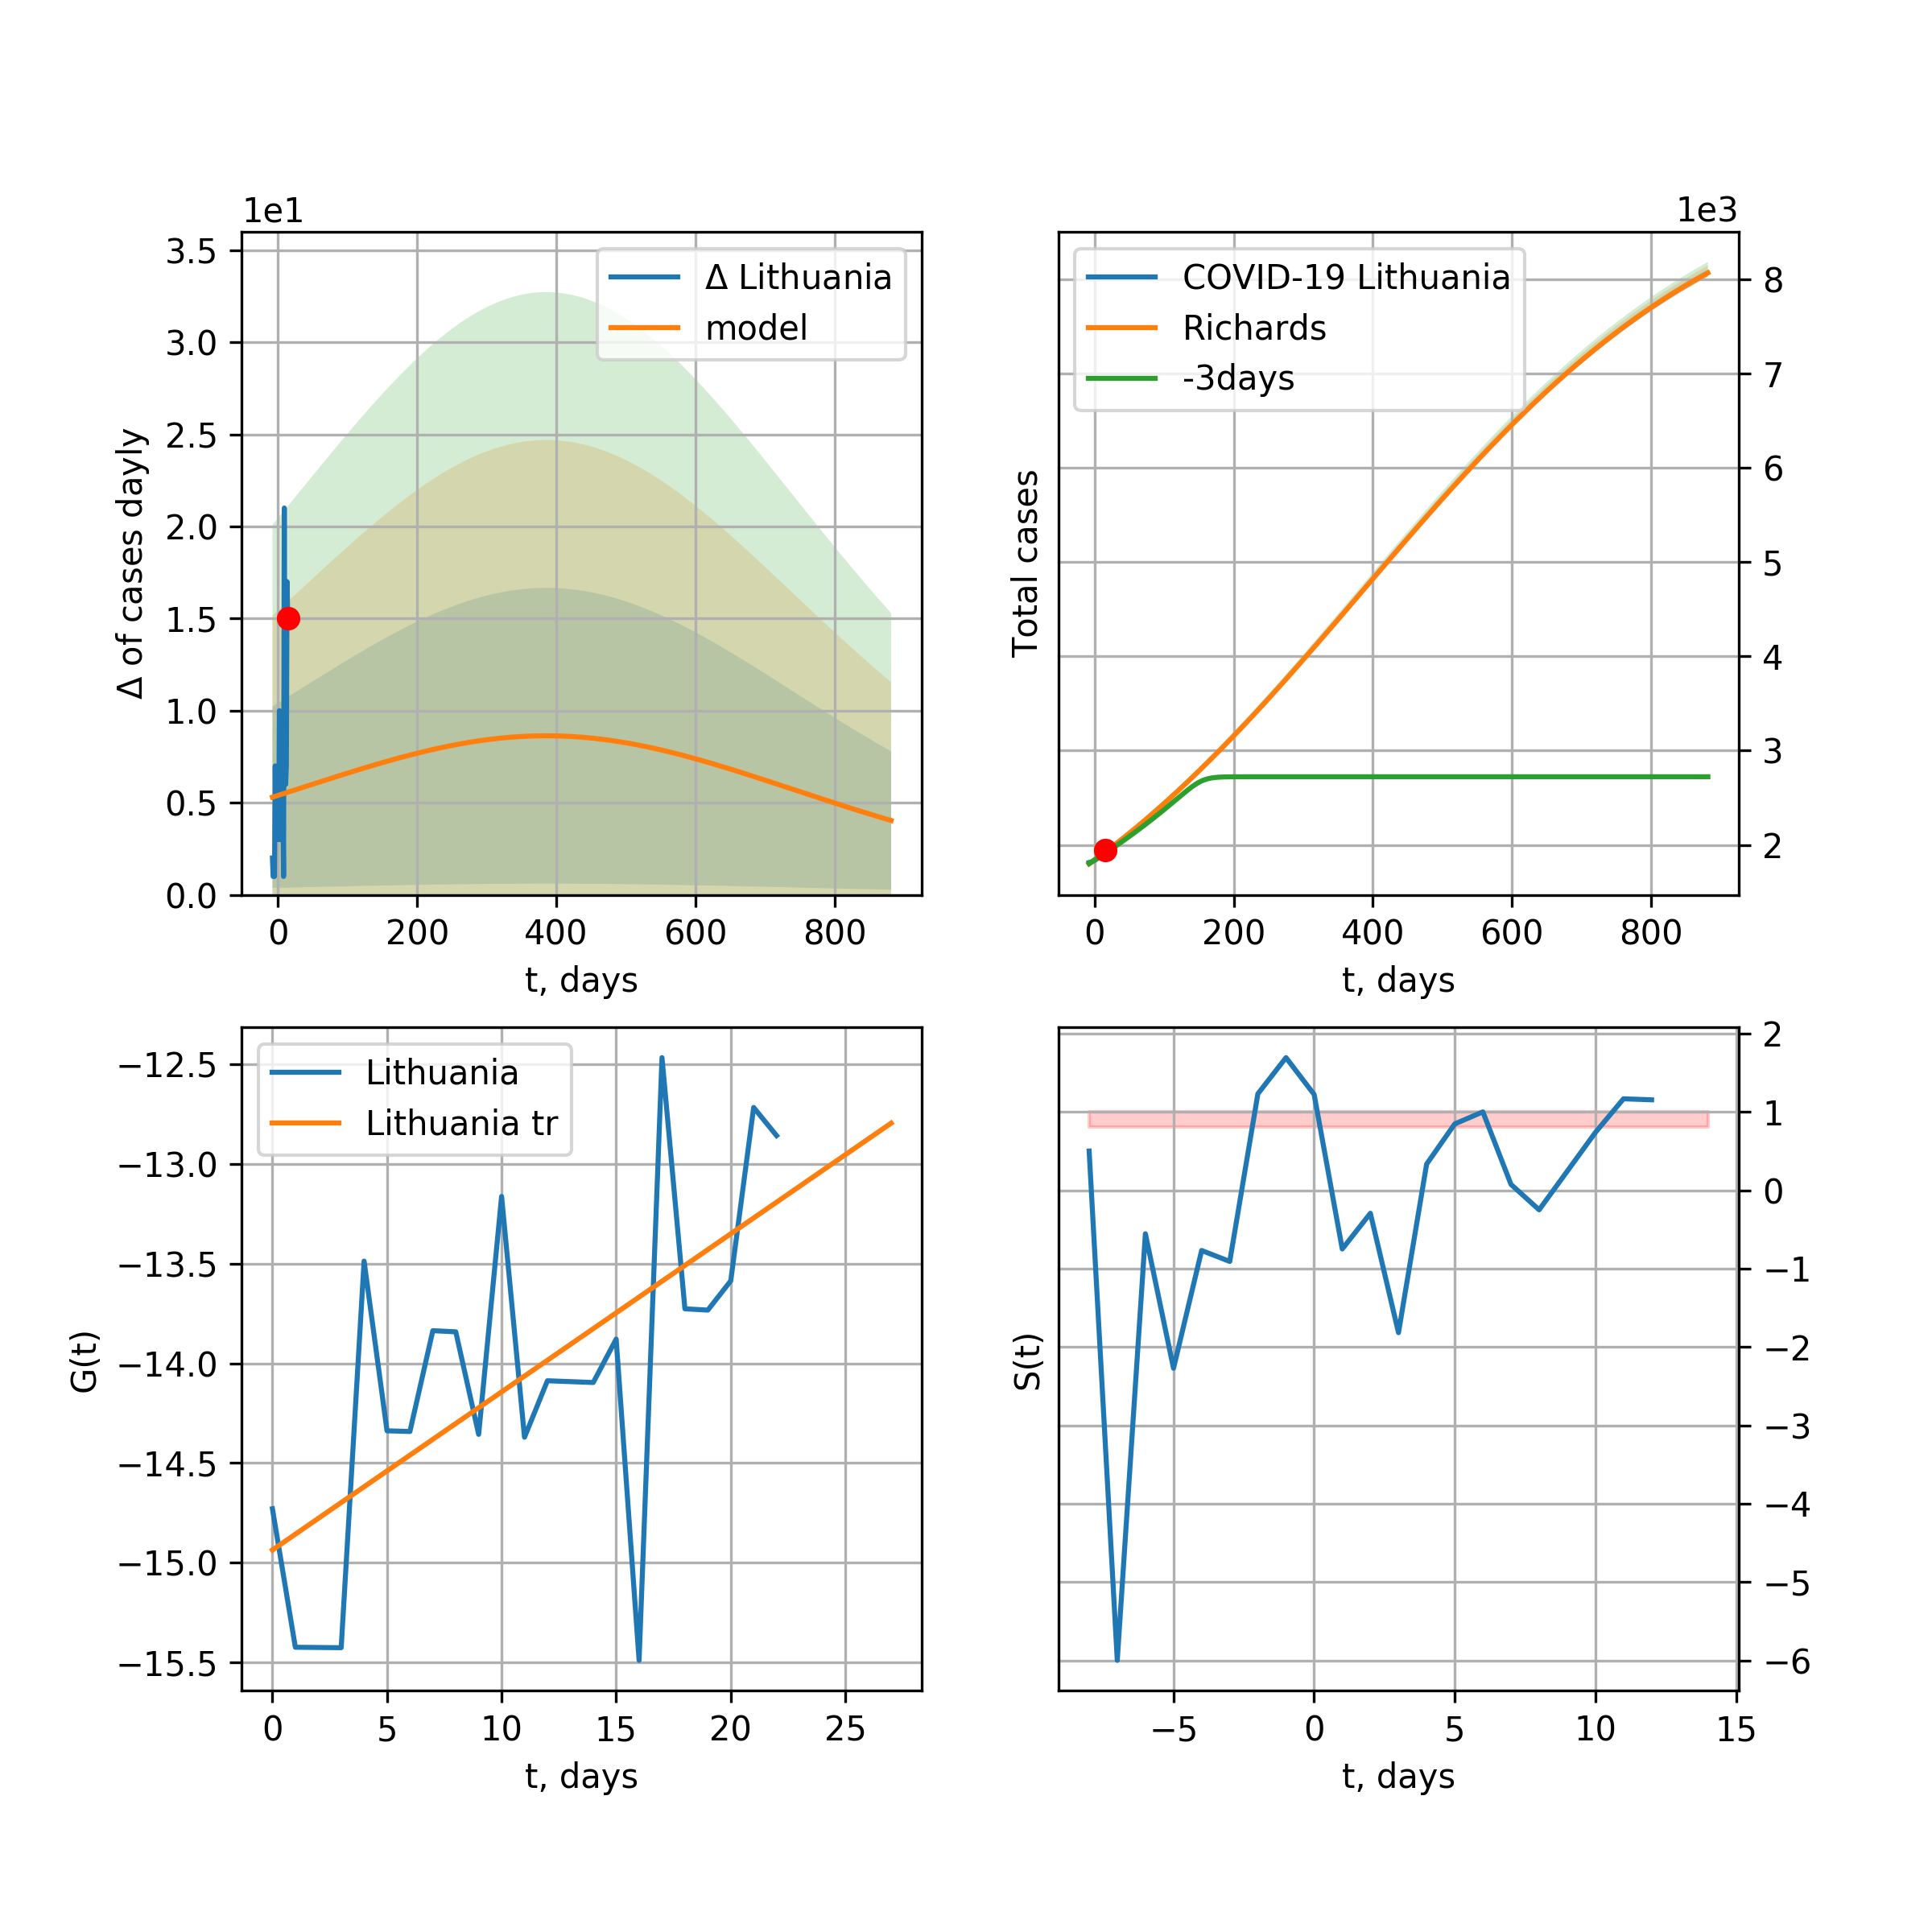 1e1
3.5
3.0
2.5
2.0
1.5
1.0
0.5
0.0
Δ of cases dayly
Δ Lithuania
model
0 200 400 600 800
t, days
1e3
COVID-19 Lithuania
Richards
-3days
Total cases
8
7
6
5
4
3
2
0 200 400 600 800
t, days
−12.5
−13.0
−13.5
−14.0
−14.5
−15.0
−15.5
G(t)
Lithuania
Lithuania tr
0 5 10 15 20 25
t, days
S(t)
2
1
0
−1
−2
−3
−4
−5
−6
−5 0 5 10 15
t, days